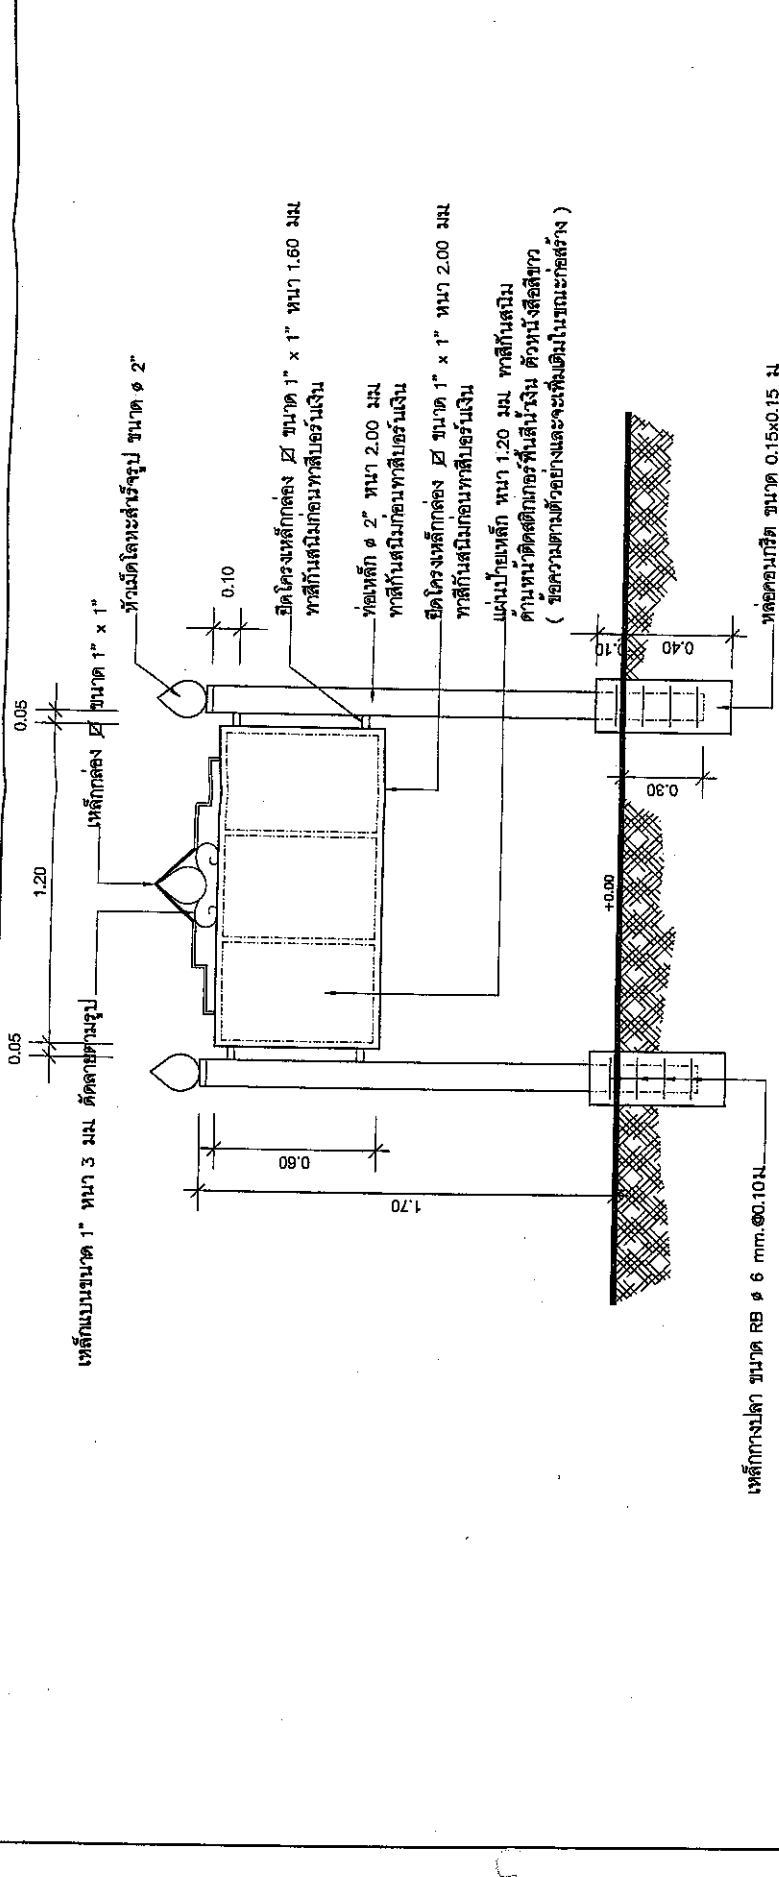 0.05
1.20
0.05
เหล็กแบนขนาด 1" หนา 3 มม. ดัดลายตามรูป
เหล็กกล่อง ขนาด 1" x 1"
หัวเม็ดโลหะสำเร็จรูป ขนาด ø 2"
0.10
ยึดโครงเหล็กกล่อง ขนาด 1" x 1" หนา 1.60 มม.
ทาสีกันสนิมก่อนทาสีบอร์นเงิน
ท่อเหล็ก ø 2" หนา 2.00 มม.
ทาสีกันสนิมก่อนทาสีบอร์นเงิน
ยึดโครงเหล็กกล่อง ขนาด 1" x 1" หนา 2.00 มม.
ทาสีกันสนิมก่อนทาสีบอร์นเงิน
แผ่นป้ายเหล็ก หนา 1.20 มม. ทาสีกันสนิม
ด้านหน้าติดสติกเกอร์พื้นสีน้ำเงิน ตัวหนังสือสีขาว
( ข้อความตามตัวอย่างและจะเพิ่มเติมในขณะก่อสร้าง )
0.60
1.70
+0.00
0.10
0.40
0.30
เหล็กก้างปลา ขนาด RB ø 6 mm.@0.10ม.
หล่อคอนกรีต ขนาด 0.15x0.15 ม.